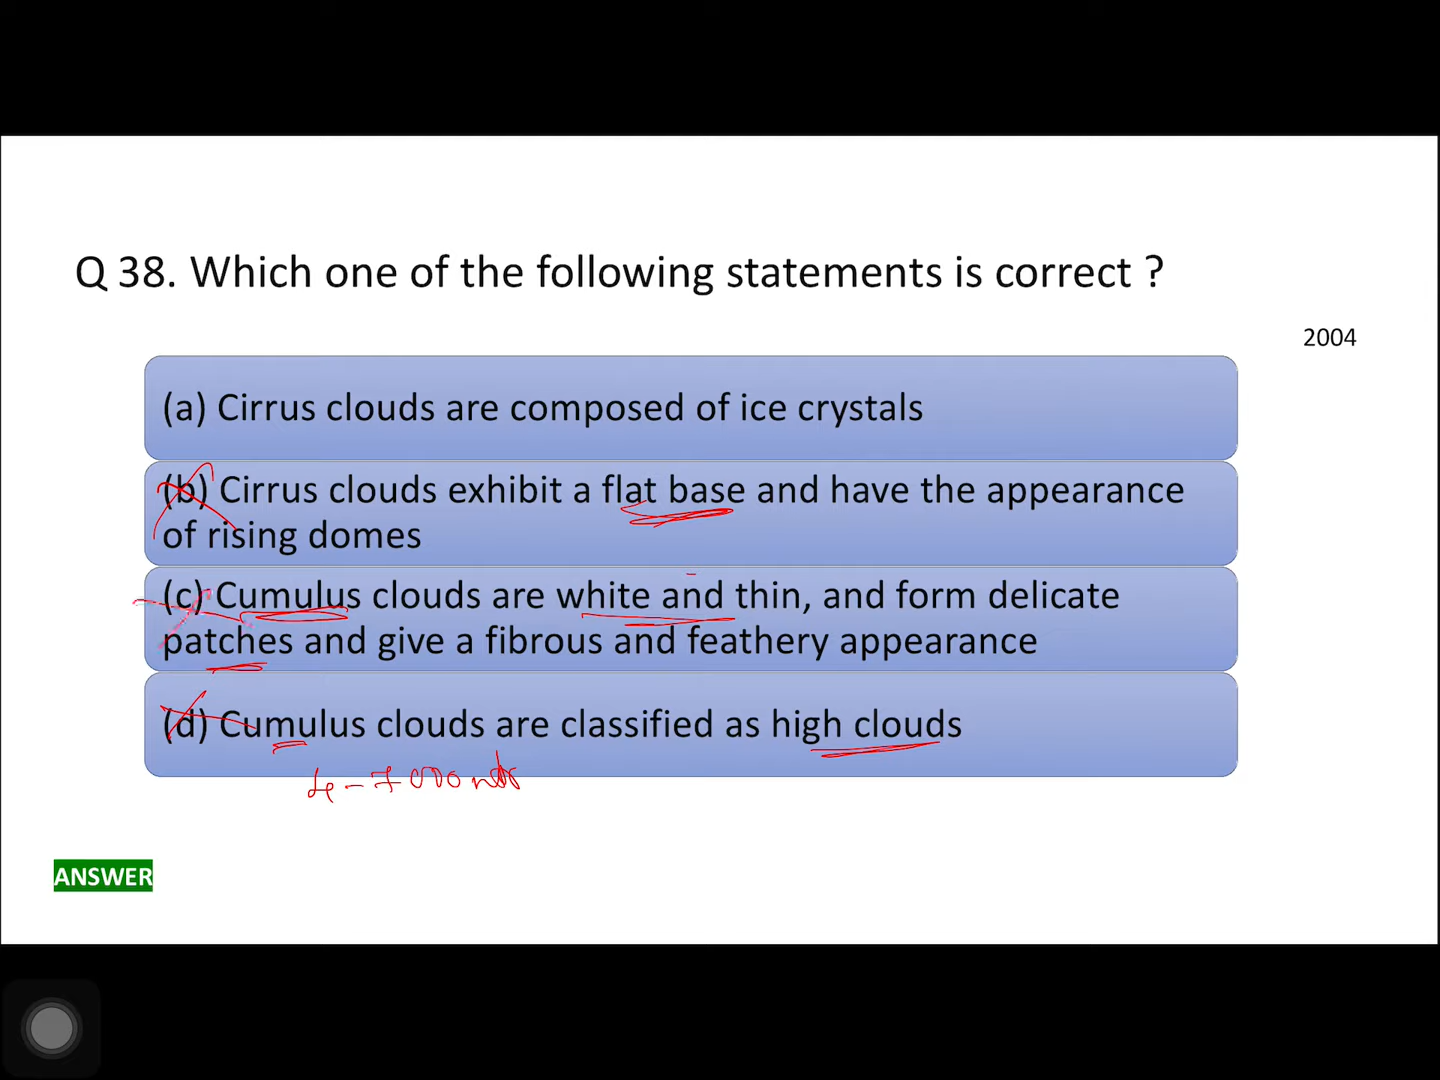 Q 38. Which one of the following statements is correct ?
2004
(a) Cirrus clouds are composed of ice crystals
(b) Cirrus clouds exhibit a flat base and have the appearance
of rising domes
(c) Cumulus clouds are white and thin, and form delicate
patches and give a fibrous and feathery appearance
(d) Cumulus clouds are classified as high clouds
4-7000
ANSWER